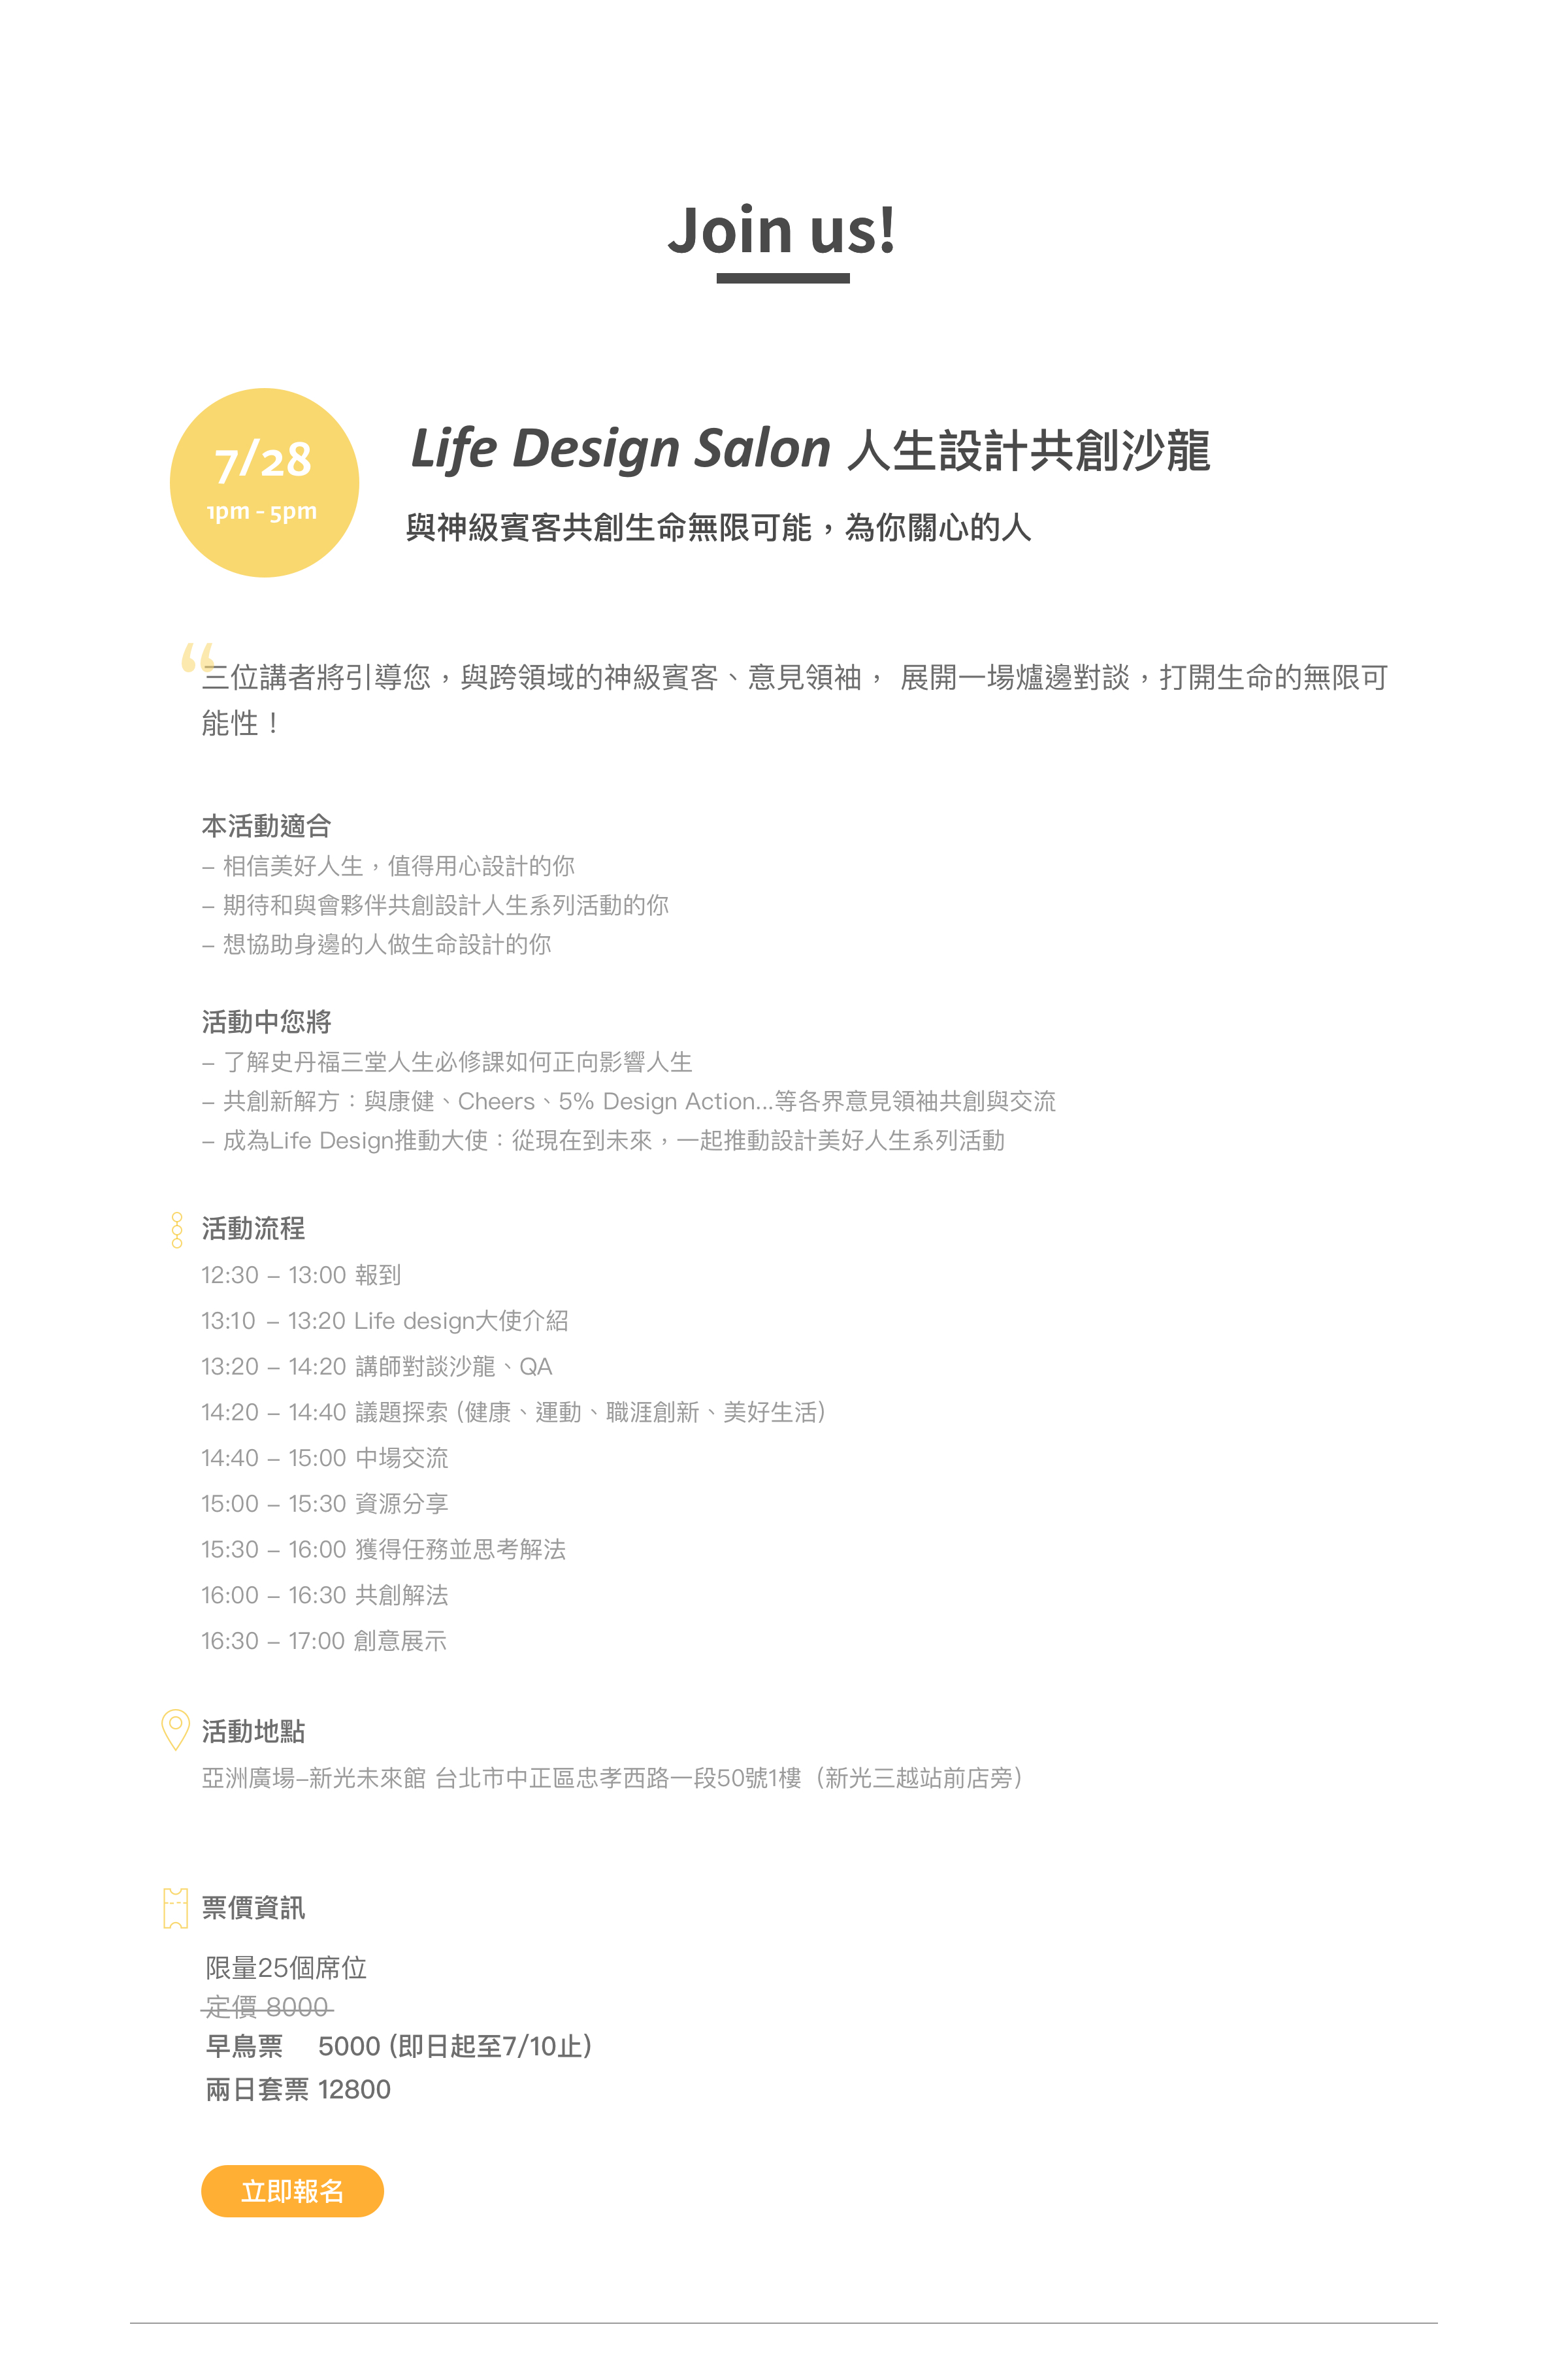 Join us!
7/28
1pm - 5pm
Life Design Salon 人生設計共創沙龍
與神級賓客共創生命無限可能，為你關心的人
“
三位講者將引導您，與跨領域的神級賓客、意見領袖， 展開一場爐邊對談，打開生命的無限可
能性！
本活動適合
– 相信美好人生，值得用心設計的你
– 期待和與會夥伴共創設計人生系列活動的你
– 想協助身邊的人做生命設計的你
活動中您將
– 了解史丹福三堂人生必修課如何正向影響人生
– 共創新解方：與康健、Cheers、5% Design Action...等各界意見領袖共創與交流
– 成為Life Design推動大使：從現在到未來，一起推動設計美好人生系列活動
活動流程
12:30 – 13:00 報到
13:10 – 13:20 Life design大使介紹
13:20 – 14:20 講師對談沙龍、QA
14:20 – 14:40 議題探索 (健康、運動、職涯創新、美好生活)
14:40 – 15:00 中場交流
15:00 – 15:30 資源分享
15:30 – 16:00 獲得任務並思考解法
16:00 – 16:30 共創解法
16:30 – 17:00 創意展示
活動地點
亞洲廣場–新光未來館 台北市中正區忠孝西路一段50號1樓（新光三越站前店旁）
票價資訊
限量25個席位
定價 8000
早鳥票 5000 (即日起至7/10止)
兩日套票 12800
立即報名